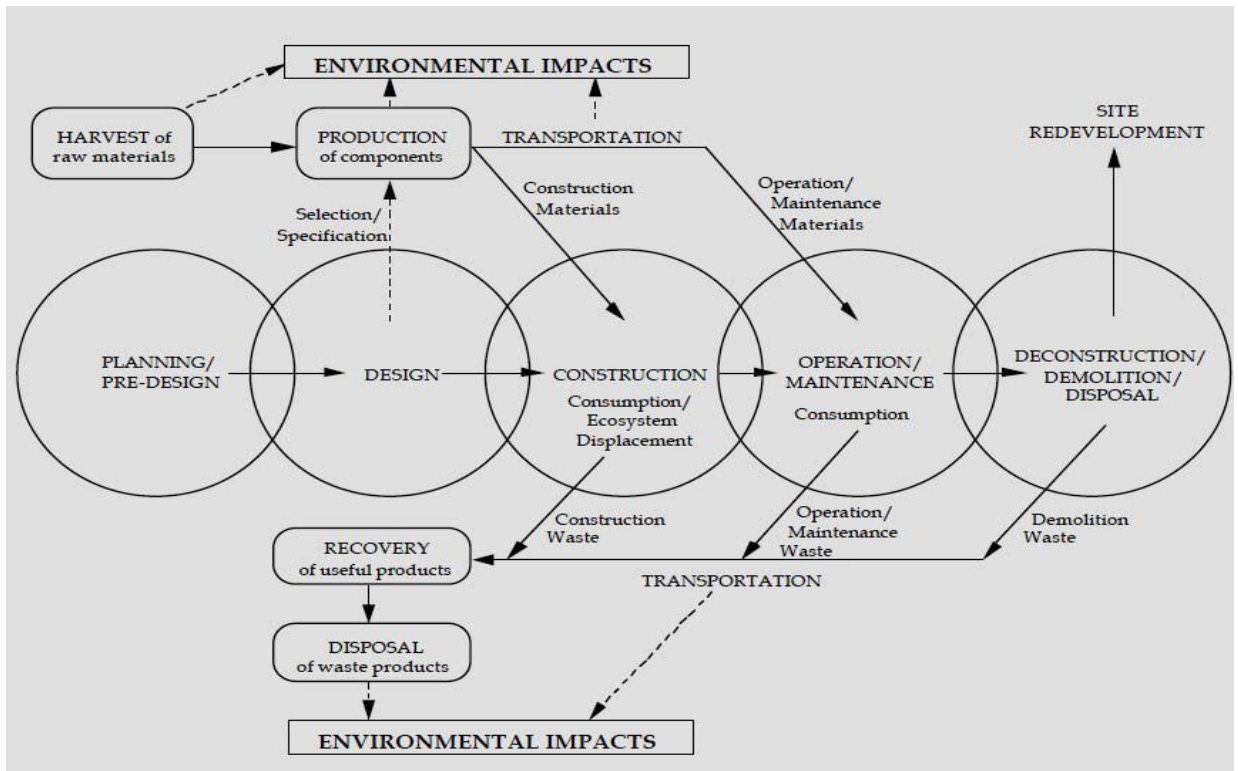 ENVIRONMENTAL IMPACTS
HARVEST of
raw materials
PRODUCTION
of components
TRANSPORTATION
SITE
REDEVELOPMENT
Selection/
Specification
Construction
Materials
Operation/
Maintenance
Materials
PLANNING/
PRE-DESIGN
DESIGN
CONSTRUCTION
Consumption/
Ecosystem
Displacement
OPERATION/
MAINTENANCE
Consumption
DECONSTRUCTION/
DEMOLITION/
DISPOSAL
Construction
Waste
Operation/
Maintenance
Waste
Demolition
Waste
RECOVERY
of useful products
TRANSPORTATION
DISPOSAL
of waste products
ENVIRONMENTAL IMPACTS